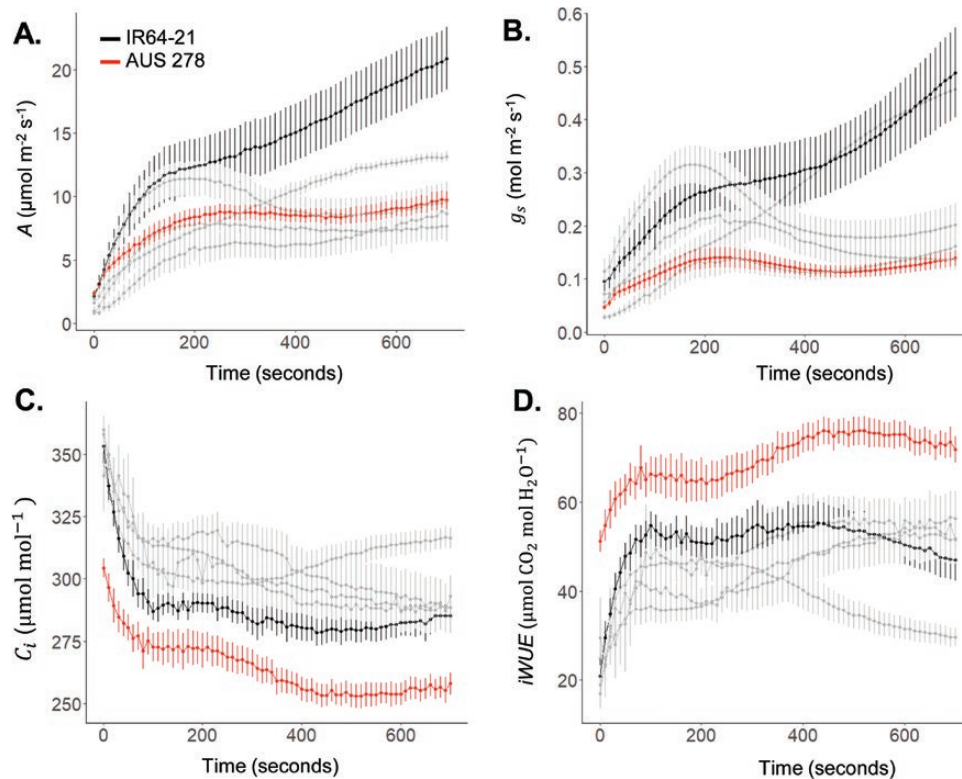 A.
IR64-21
AUS 278
A (μmol m⁻² s⁻¹)
20
15
10
5
0
0 200 400 600
Time (seconds)
B.
gₛ (mol m⁻² s⁻¹)
0.6
0.5
0.4
0.3
0.2
0.1
0.0
0 200 400 600
Time (seconds)
C.
Cᵢ (μmol mol⁻¹)
350
325
300
275
250
0 200 400 600
Time (seconds)
D.
iWUE (μmol CO₂ mol H₂O⁻¹)
80
60
40
20
0 200 400 600
Time (seconds)